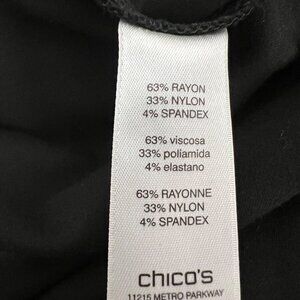 63% RAYON
33% NYLON
4% SPANDEX
63% viscosa
33% poliamida
4% elastano
63% RAYONNE
33% NYLON
4% SPANDEX
chico's
11215 METRO PARKWAY